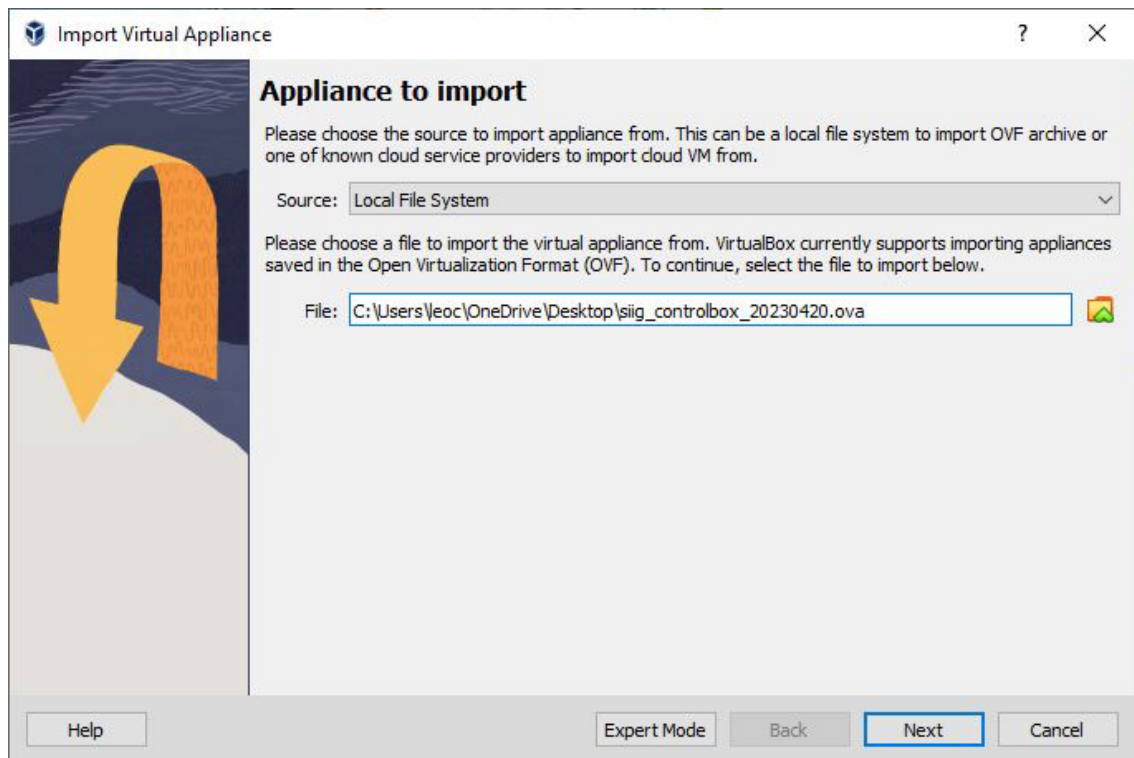 Import Virtual Appliance
? X
Appliance to import
Please choose the source to import appliance from. This can be a local file system to import OVF archive or
one of known cloud service providers to import cloud VM from.
Source: Local File System
Please choose a file to import the virtual appliance from. VirtualBox currently supports importing appliances
saved in the Open Virtualization Format (OVF). To continue, select the file to import below.
File: C:\Users\leoc\OneDrive\Desktop\siig_controlbox_20230420.ova
Help Expert Mode Back Next Cancel